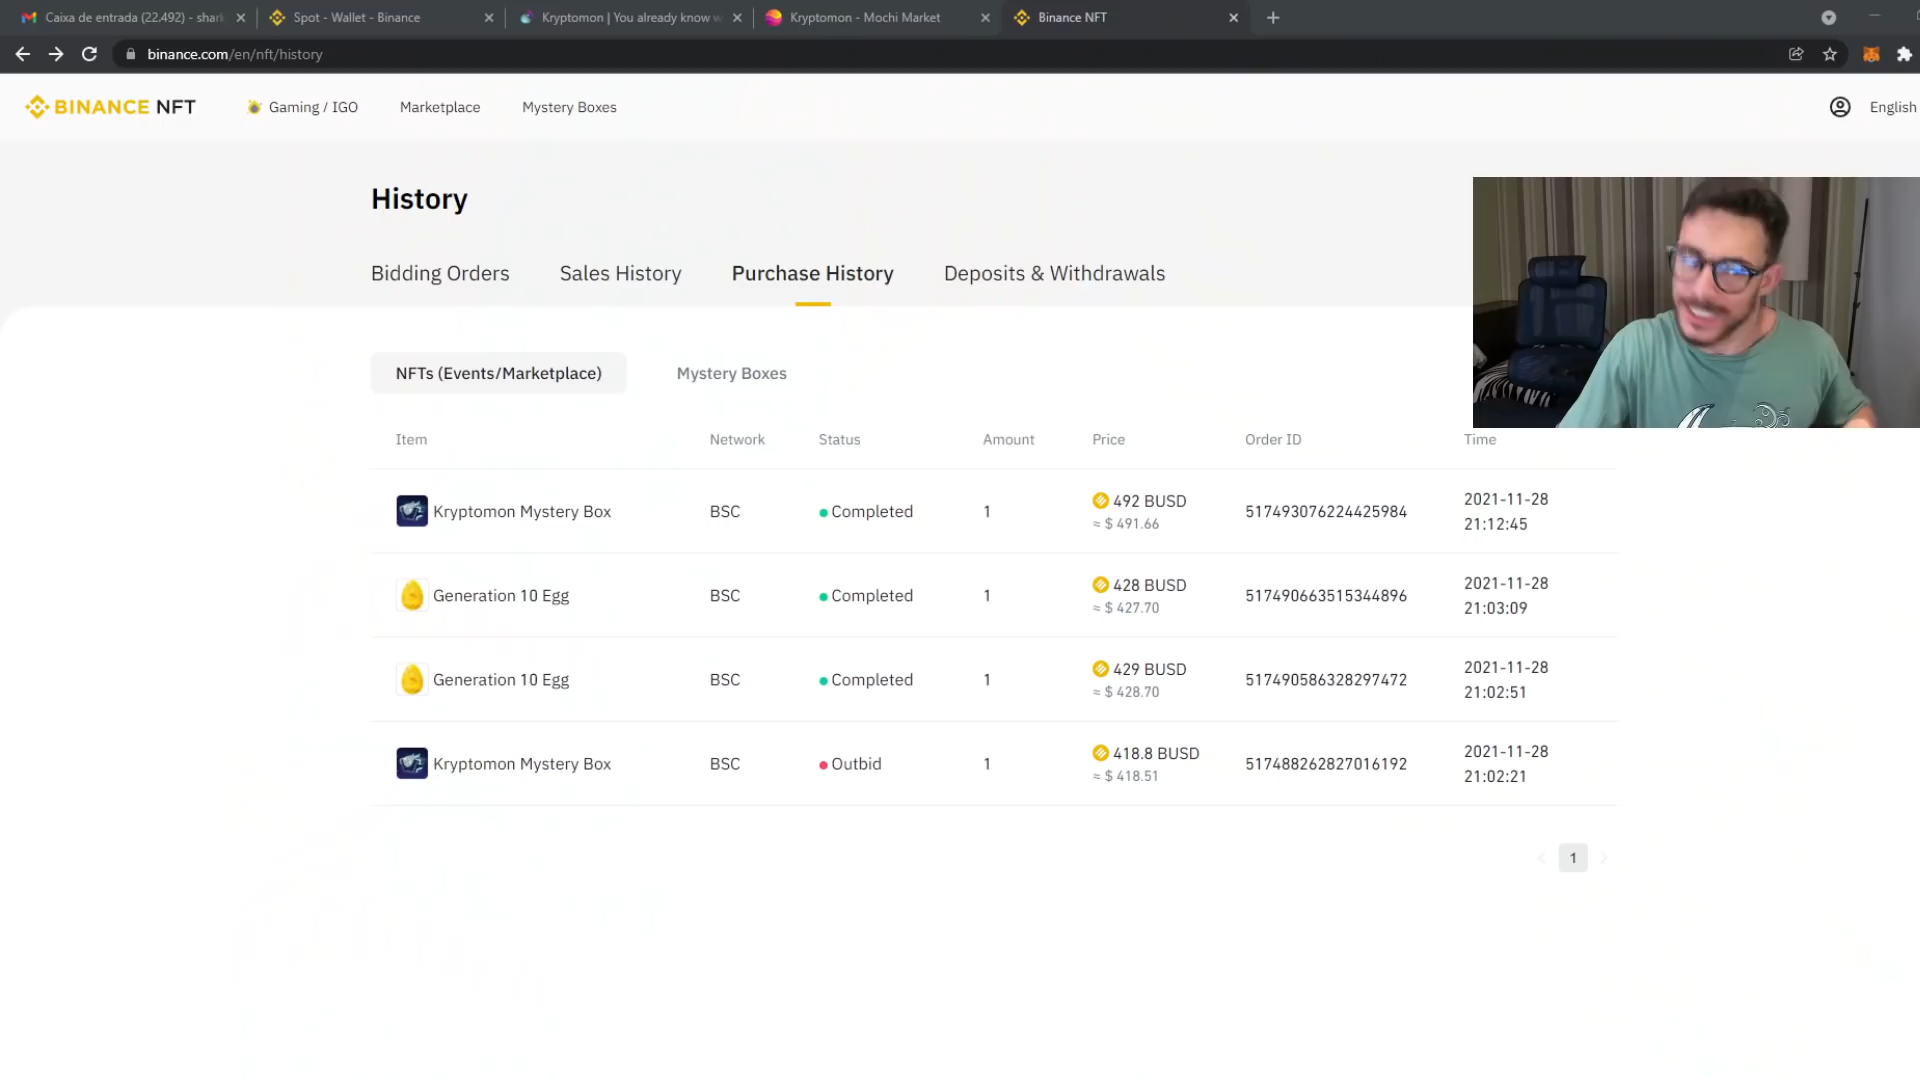 Caixa de entrada (22.492) - shar
Spot - Wallet - Binance
Kryptomon | You already know w
Kryptomon - Mochi Market
Binance NFT
binance.com/en/nft/history
BINANCE NFT
Gaming / IGO
Marketplace
Mystery Boxes
English
History
Bidding Orders
Sales History
Purchase History
Deposits & Withdrawals
NFTs (Events/Marketplace)
Mystery Boxes
Item Network Status Amount Price Order ID Time
Kryptomon Mystery Box BSC Completed 1 492 BUSD 517493076224425984 2021-11-28
≈ $ 491.66 21:12:45
Generation 10 Egg BSC Completed 1 428 BUSD 517490663515344896 2021-11-28
≈ $ 427.70 21:03:09
Generation 10 Egg BSC Completed 1 429 BUSD 517490586328297472 2021-11-28
≈ $ 428.70 21:02:51
Kryptomon Mystery Box BSC Outbid 1 418.8 BUSD 517488262827016192 2021-11-28
≈ $ 418.51 21:02:21
1